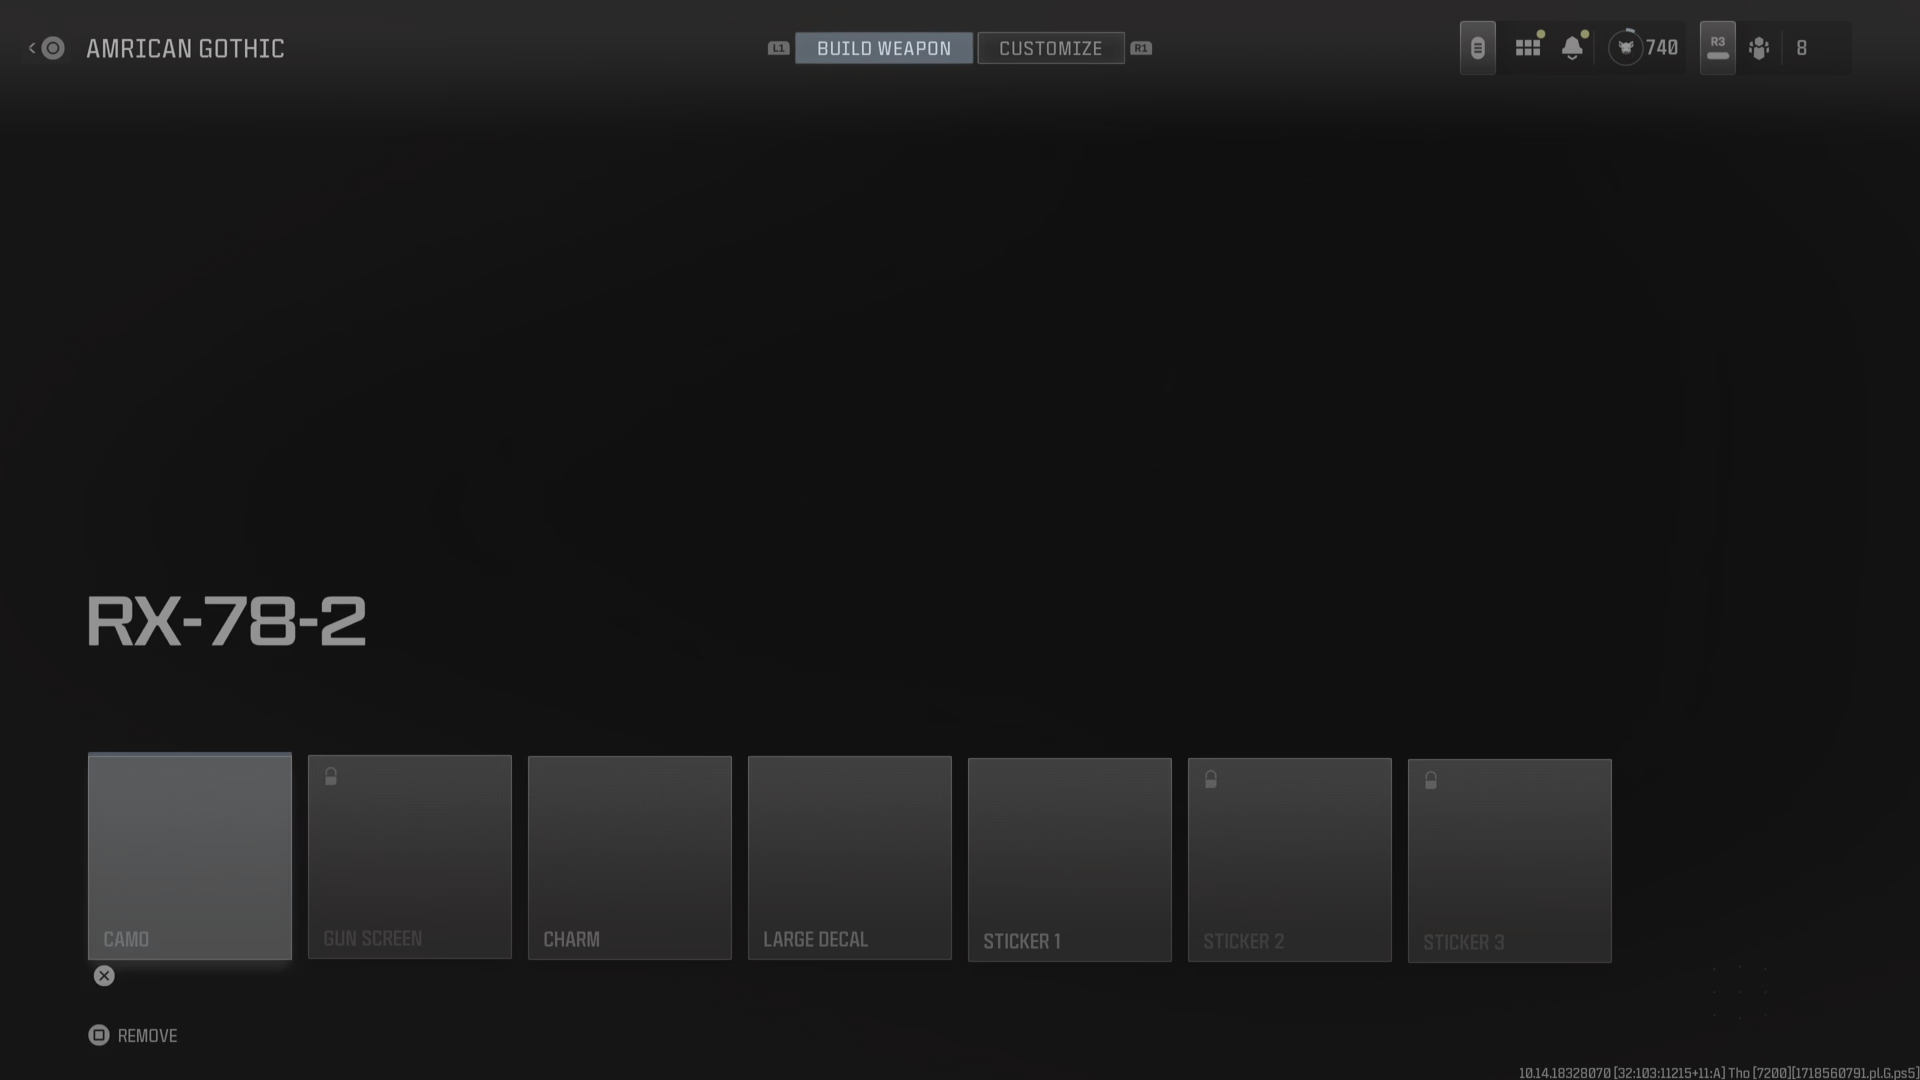 AMRICAN GOTHIC
L1 BUILD WEAPON CUSTOMIZE R1
740 R3 8
RX-78-2
CAMO
GUN SCREEN
CHARM
LARGE DECAL
STICKER 1
STICKER 2
STICKER 3
REMOVE
10.14.18328070 [32:103:11215+11:A] Tho [7200][1718560791.pl.G.ps5]